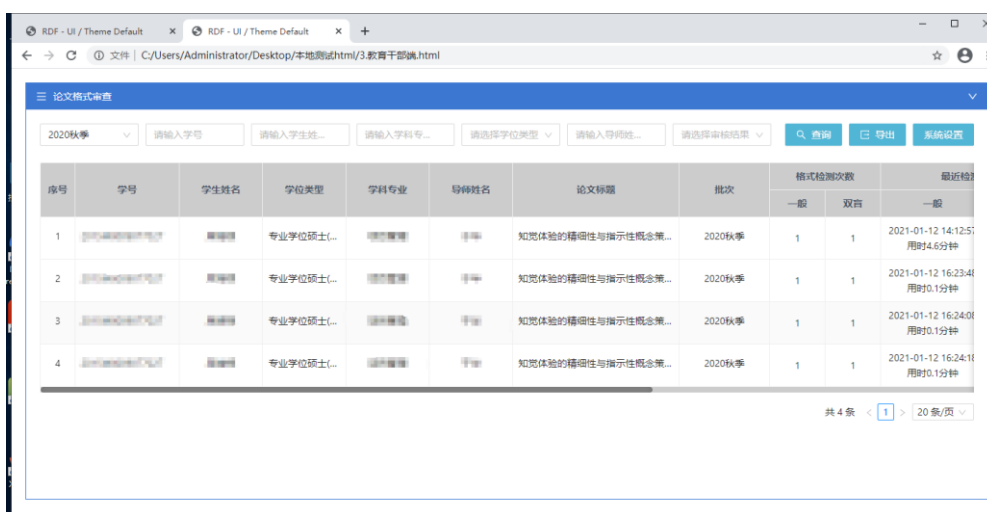 RDF - UI / Theme Default
RDF - UI / Theme Default
文件 C:/Users/Administrator/Desktop/本地测试html/3.教育干部端.html
论文格式审查
2020秋季 请输入学号 请输入学生姓... 请输入学科专... 请选择学位类型 请输入导师姓... 请选择审核结果 查询 导出 系统设置
序号 学号 学生姓名 学位类型 学科专业 导师姓名 论文标题 批次 格式检测次数 最近检测
一般 双盲 一般
1 专业学位硕士(... 知觉体验的精细性与指示性概念策... 2020秋季 1 1 2021-01-12 14:12:57
用时4.6分钟
2 专业学位硕士(... 知觉体验的精细性与指示性概念策... 2020秋季 1 1 2021-01-12 16:23:48
用时0.1分钟
3 专业学位硕士(... 知觉体验的精细性与指示性概念策... 2020秋季 1 1 2021-01-12 16:24:08
用时0.1分钟
4 专业学位硕士(... 知觉体验的精细性与指示性概念策... 2020秋季 1 1 2021-01-12 16:24:18
用时0.1分钟
共 4 条 < 1 > 20 条/页